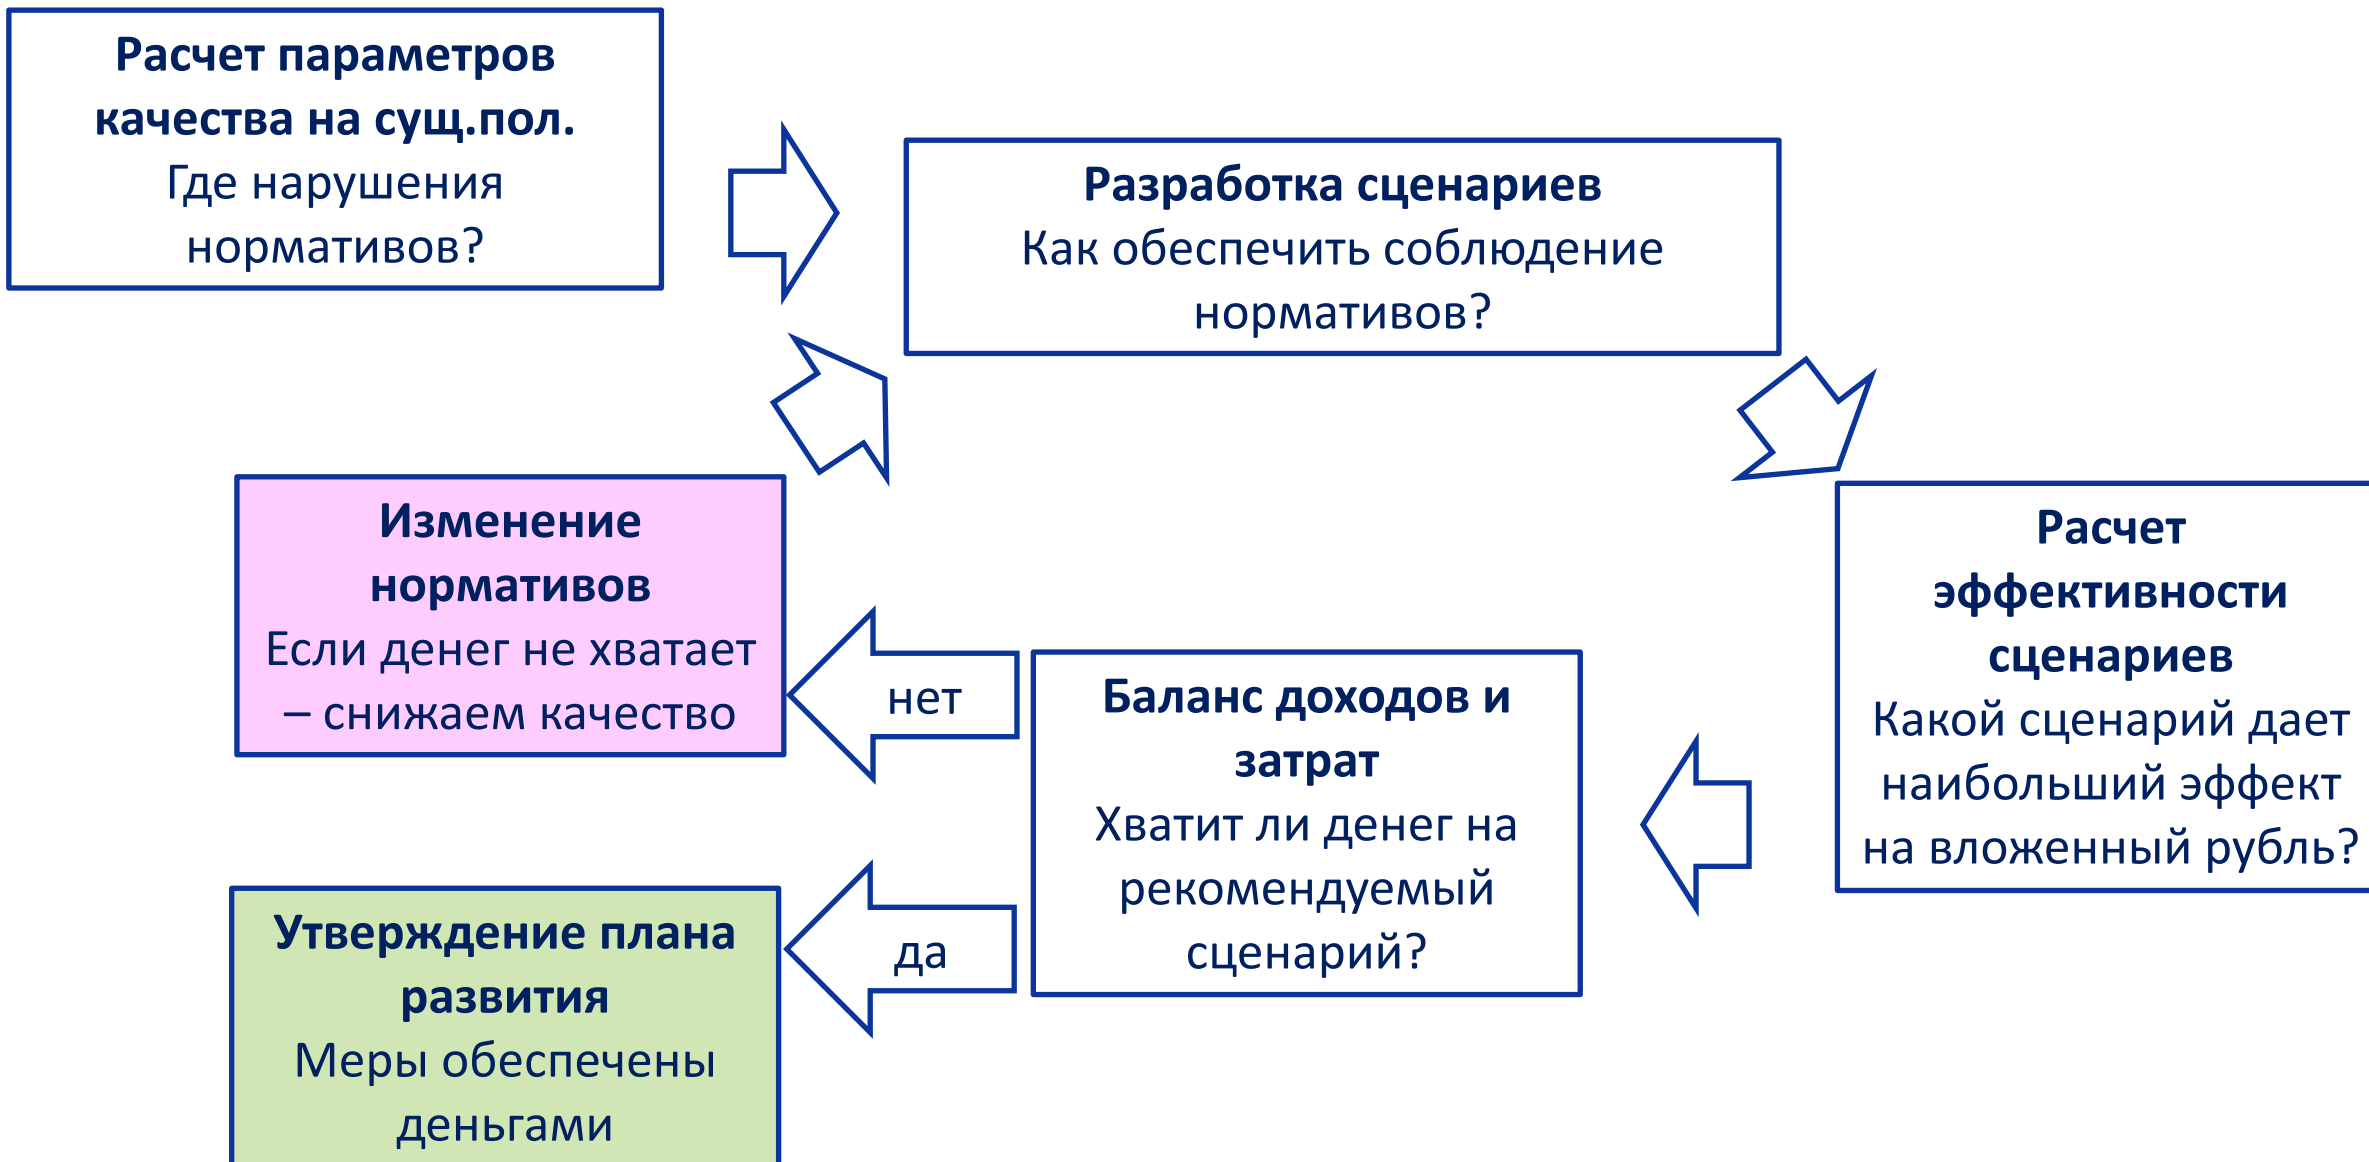 Расчет параметров
качества на сущ.пол.
Где нарушения
нормативов?
Разработка сценариев
Как обеспечить соблюдение
нормативов?
Расчет
эффективности
сценариев
Какой сценарий дает
наибольший эффект
на вложенный рубль?
Баланс доходов и
затрат
Хватит ли денег на
рекомендуемый
сценарий?
нет
Изменение
нормативов
Если денег не хватает
– снижаем качество
да
Утверждение плана
развития
Меры обеспечены
деньгами